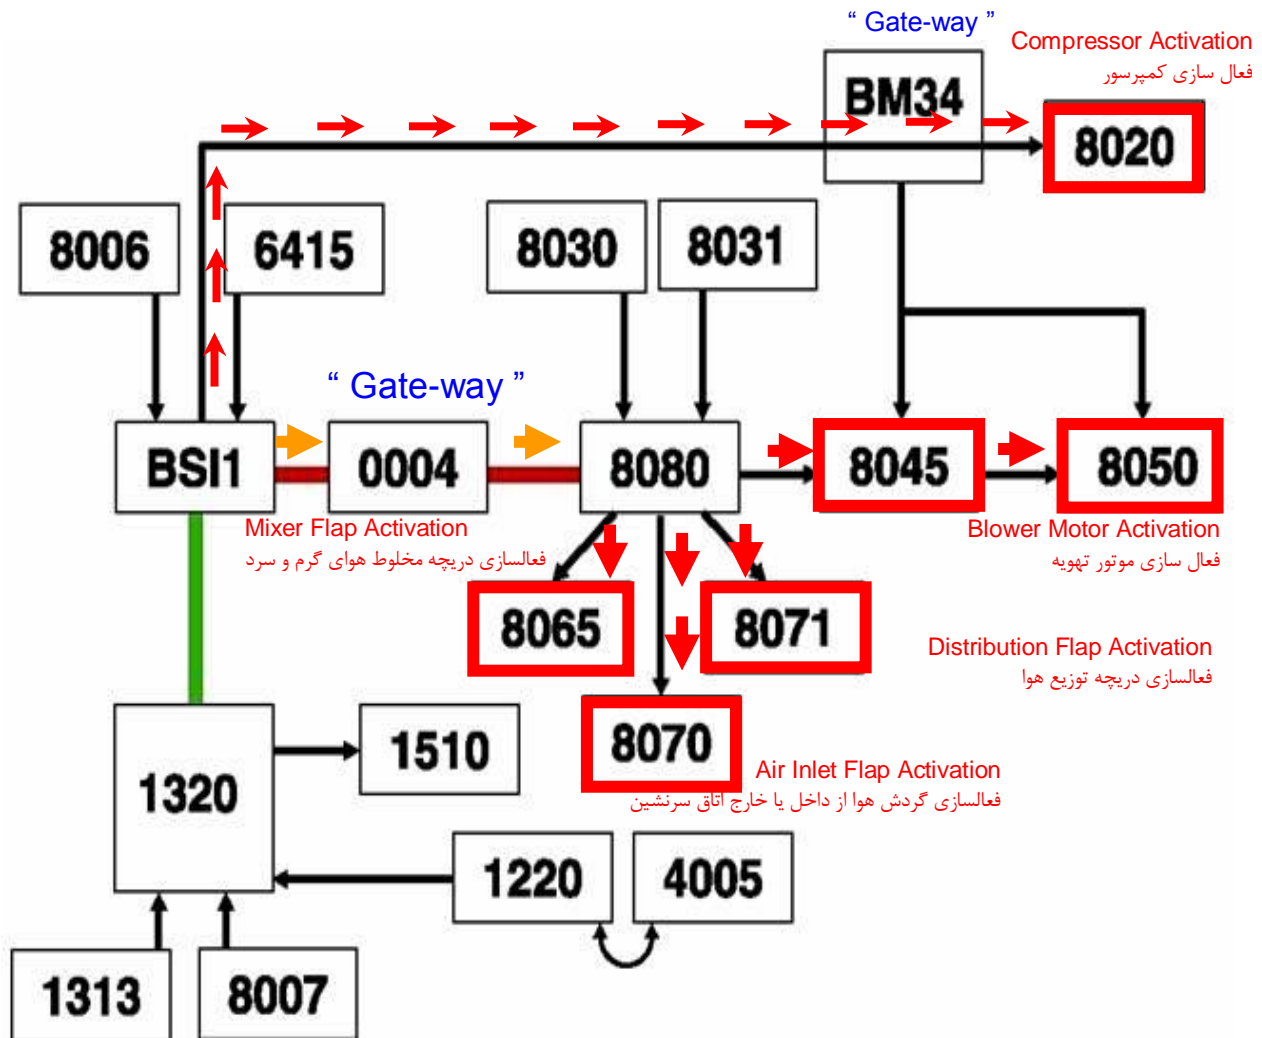 “ Gate-way ”
Compressor Activation
فعال سازی کمپرسور
BM34
8020
8006
6415
8030
8031
“ Gate-way ”
BSI1
0004
8080
8045
8050
Mixer Flap Activation
فعالسازی دریچه مخلوط هوای گرم و سرد
Blower Motor Activation
فعال سازی موتور تهویه
8065
8071
Distribution Flap Activation
فعالسازی دریچه توزیع هوا
8070
Air Inlet Flap Activation
فعالسازی گردش هوا از داخل یا خارج اتاق سرنشین
1320
1510
1220
4005
1313
8007